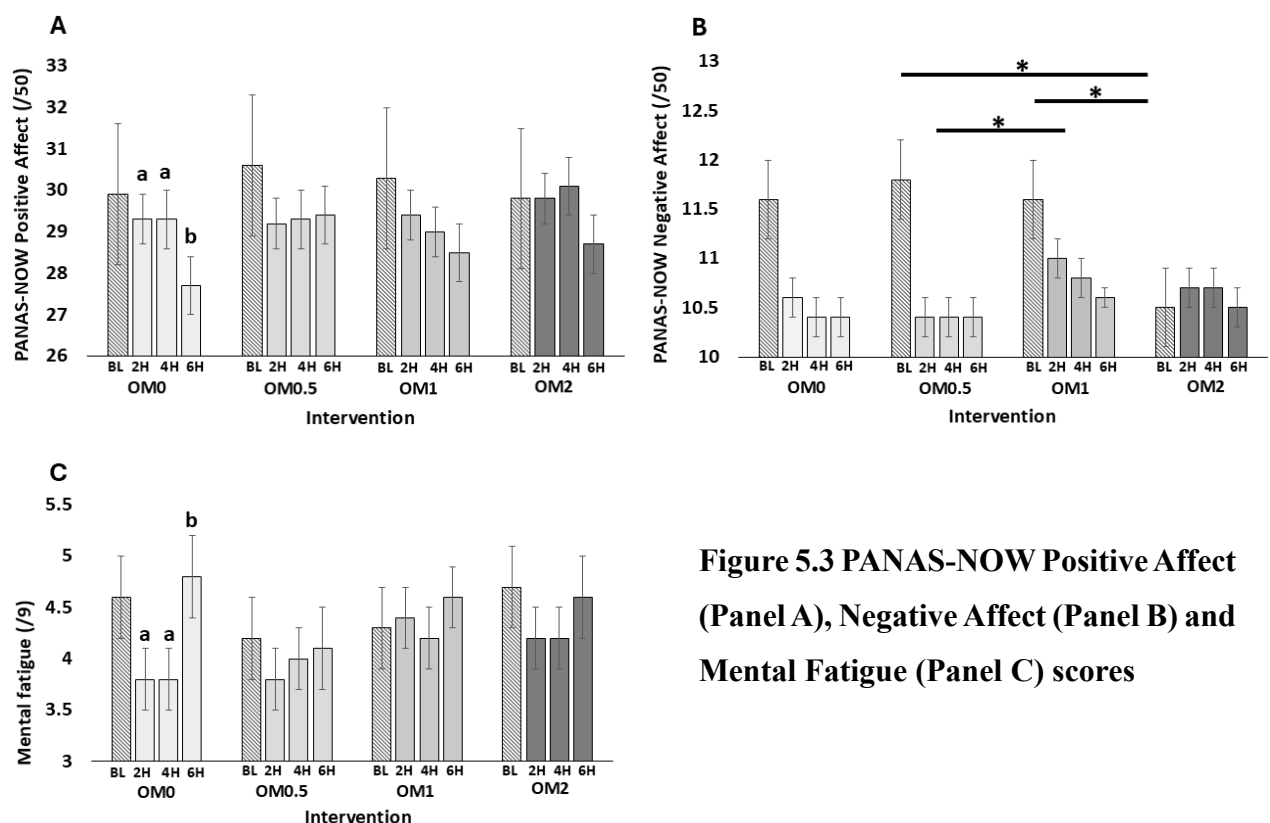 A
PANAS-NOW Positive Affect (/50)
33
32
31
30
29
28
27
26
a a
b
BL 2H 4H 6H BL 2H 4H 6H BL 2H 4H 6H BL 2H 4H 6H
OM0 OM0.5 OM1 OM2
Intervention
B
PANAS-NOW Negative Affect (/50)
13
12.5
12
11.5
11
10.5
10
*
*
*
BL 2H 4H 6H BL 2H 4H 6H BL 2H 4H 6H BL 2H 4H 6H
OM0 OM0.5 OM1 OM2
Intervention
C
Mental fatigue (/9)
5.5
5
4.5
4
3.5
3
b
a a
BL 2H 4H 6H BL 2H 4H 6H BL 2H 4H 6H BL 2H 4H 6H
OM0 OM0.5 OM1 OM2
Intervention
Figure 5.3 PANAS-NOW Positive Affect
(Panel A), Negative Affect (Panel B) and
Mental Fatigue (Panel C) scores